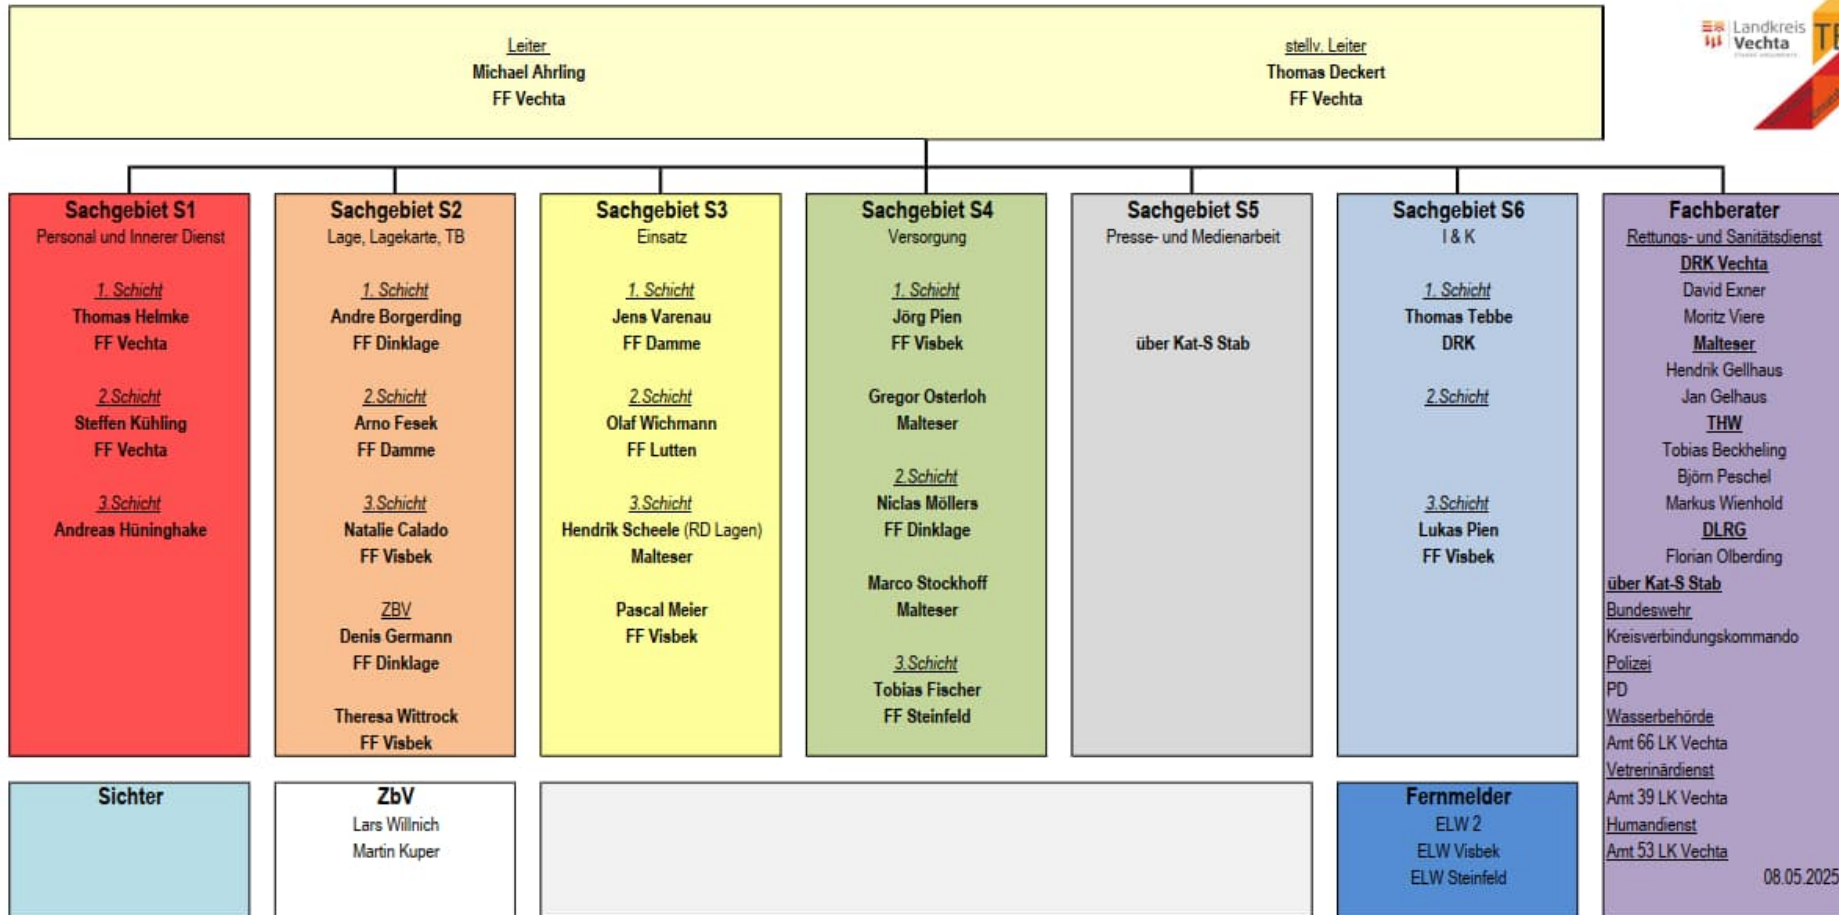 Leiter
Michael Ahrling
FF Vechta
stellv. Leiter
Thomas Deckert
FF Vechta
Landkreis
Vechta
Sachgebiet S1
Personal und Innerer Dienst
1. Schicht
Thomas Helmke
FF Vechta
2.Schicht
Steffen Kühling
FF Vechta
3.Schicht
Andreas Hüninghake
Sachgebiet S2
Lage, Lagekarte, TB
1. Schicht
Andre Borgerding
FF Dinklage
2.Schicht
Arno Fesek
FF Damme
3.Schicht
Natalie Calado
FF Visbek
ZBV
Denis Germann
FF Dinklage
Theresa Wittrock
FF Visbek
Sachgebiet S3
Einsatz
1. Schicht
Jens Varenau
FF Damme
2.Schicht
Olaf Wichmann
FF Lutten
3.Schicht
Hendrik Scheele (RD Lagen)
Malteser
Pascal Meier
FF Visbek
Sachgebiet S4
Versorgung
1. Schicht
Jörg Pien
FF Visbek
Gregor Osterloh
Malteser
2.Schicht
Niclas Möllers
FF Dinklage
Marco Stockhoff
Malteser
3.Schicht
Tobias Fischer
FF Steinfeld
Sachgebiet S5
Presse- und Medienarbeit
über Kat-S Stab
Sachgebiet S6
I & K
1. Schicht
Thomas Tebbe
DRK
2.Schicht
3.Schicht
Lukas Pien
FF Visbek
Fachberater
Rettungs- und Sanitätsdienst
DRK Vechta
David Exner
Moritz Viere
Malteser
Hendrik Gellhaus
Jan Gelhaus
THW
Tobias Beckheling
Björn Peschel
Markus Wienhold
DLRG
Florian Olberding
über Kat-S Stab
Bundeswehr
Kreisverbindungskommando
Polizei
PD
Wasserbehörde
Amt 66 LK Vechta
Vetrerinärdienst
Amt 39 LK Vechta
Humandienst
Amt 53 LK Vechta
08.05.2025
Sichter
ZbV
Lars Willnich
Martin Kuper
Fernmelder
ELW 2
ELW Visbek
ELW Steinfeld